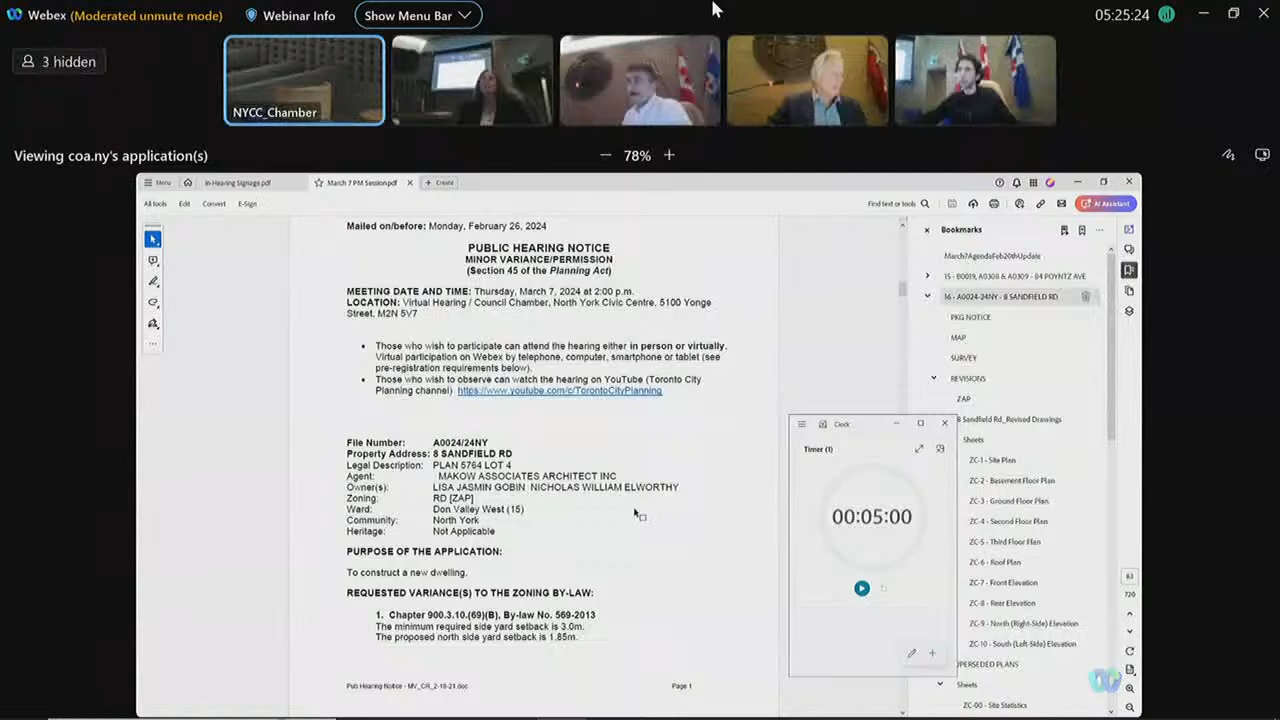 Webex (Moderated unmute mode) Webinar Info Show Menu Bar 05:25:24
3 hidden
NYCC_Chamber
Viewing coa.ny's application(s) 78%
Menu In-Hearing Signage.pdf March 7 PM Session.pdf Create
All tools Edit Convert E-Sign Find text or tools AI Assistant
Mailed on/before: Monday, February 26, 2024
PUBLIC HEARING NOTICE
MINOR VARIANCE/PERMISSION
(Section 45 of the Planning Act)
MEETING DATE AND TIME: Thursday, March 7, 2024 at 2:00 p.m.
LOCATION: Virtual Hearing / Council Chamber, North York Civic Centre, 5100 Yonge
Street, M2N 5V7
• Those who wish to participate can attend the hearing either in person or virtually.
Virtual participation on Webex by telephone, computer, smartphone or tablet (see
pre-registration requirements below).
• Those who wish to observe can watch the hearing on YouTube (Toronto City
Planning channel) https://www.youtube.com/c/TorontoCityPlanning
File Number: A0024/24NY
Property Address: 8 SANDFIELD RD
Legal Description: PLAN 5764 LOT 4
Agent: MAKOW ASSOCIATES ARCHITECT INC
Owner(s): LISA JASMIN GOBIN NICHOLAS WILLIAM ELWORTHY
Zoning: RD [ZAP]
Ward: Don Valley West (15)
Community: North York
Heritage: Not Applicable
PURPOSE OF THE APPLICATION:
To construct a new dwelling.
REQUESTED VARIANCE(S) TO THE ZONING BY-LAW:
1. Chapter 900.3.10.(69)(B), By-law No. 569-2013
The minimum required side yard setback is 3.0m.
The proposed north side yard setback is 1.85m.
Pub Hearing Notice - MV_CR_2-18-21.doc Page 1
Clock
Timer (1)
00:05:00
Bookmarks
March7AgendaFeb20thUpdate
15 - B0019, A0308 & A0309 - 84 POYNTZ AVE
16 - A0024-24NY - 8 SANDFIELD RD
PKG NOTICE
MAP
SURVEY
REVISIONS
ZAP
8 Sandfield Rd_Revised Drawings
Sheets
ZC-1 - Site Plan
ZC-2 - Basement Floor Plan
ZC-3 - Ground Floor Plan
ZC-4 - Second Floor Plan
ZC-5 - Third Floor Plan
ZC-6 - Roof Plan
ZC-7 - Front Elevation
ZC-8 - Rear Elevation
ZC-9 - North (Right-Side) Elevation
ZC-10 - South (Left-Side) Elevation
UPERSEDED PLANS
Sheets
ZC-00 - Site Statistics
83
720